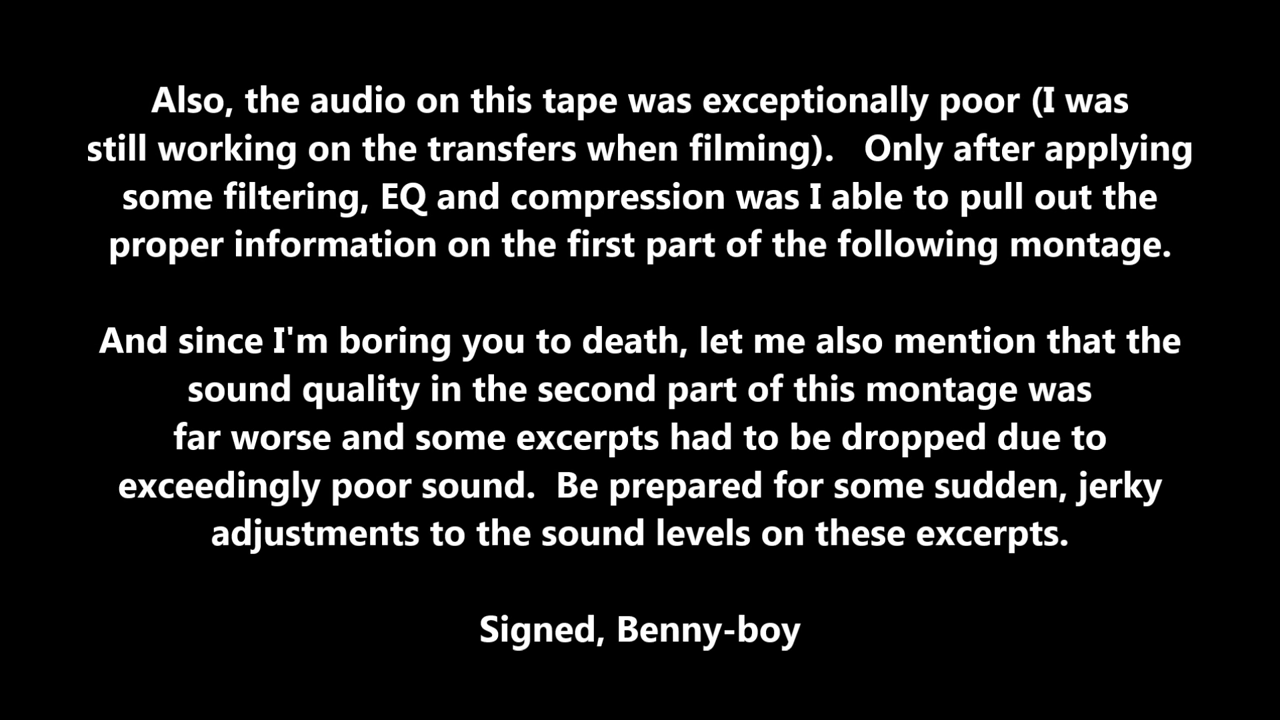 Also, the audio on this tape was exceptionally poor (I was
still working on the transfers when filming).   Only after applying
some filtering, EQ and compression was I able to pull out the
proper information on the first part of the following montage.
And since I'm boring you to death, let me also mention that the
sound quality in the second part of this montage was
far worse and some excerpts had to be dropped due to
exceedingly poor sound.  Be prepared for some sudden, jerky
adjustments to the sound levels on these excerpts.
Signed, Benny-boy